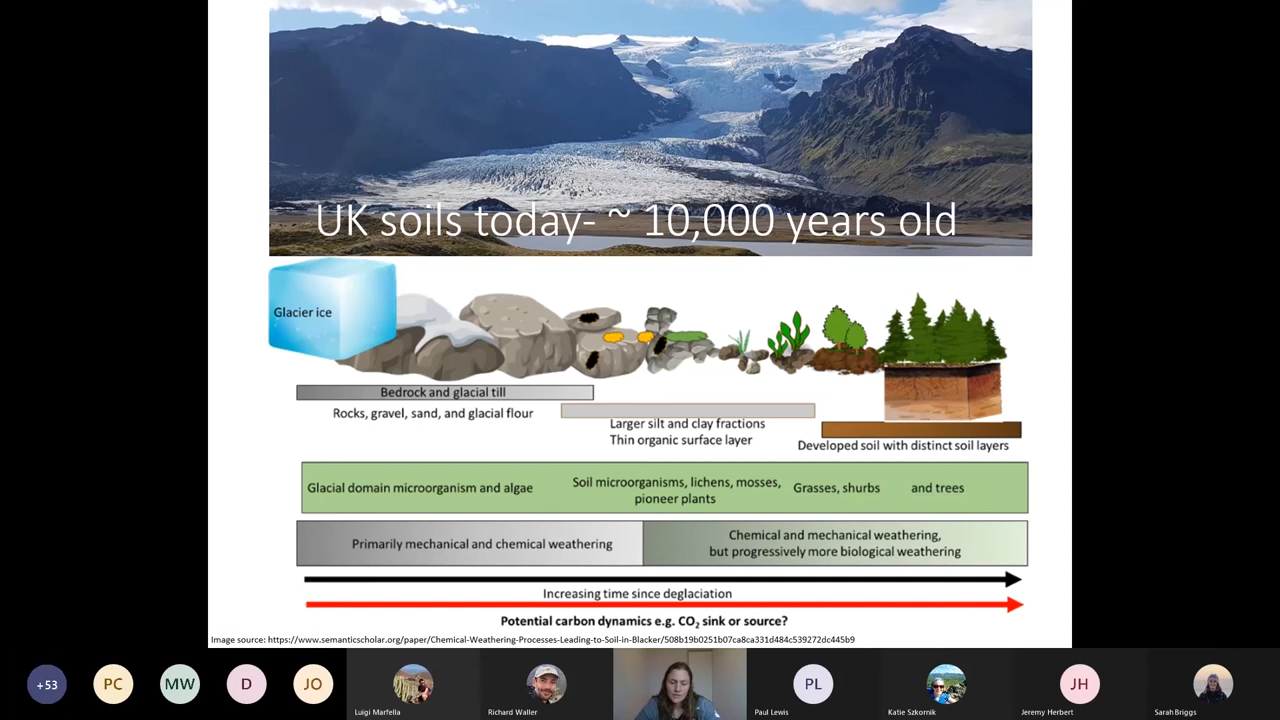 UK soils today- ~ 10,000 years old
Glacier ice
Bedrock and glacial till
Rocks, gravel, sand, and glacial flour
Larger silt and clay fractions
Thin organic surface layer
Developed soil with distinct soil layers
Glacial domain microorganism and algae
Soil microorganisms, lichens, mosses,
pioneer plants
Grasses, shurbs
and trees
Primarily mechanical and chemical weathering
Chemical and mechanical weathering,
but progressively more biological weathering
Increasing time since deglaciation
Potential carbon dynamics e.g. CO₂ sink or source?
Image source: https://www.semanticscholar.org/paper/Chemical-Weathering-Processes-Leading-to-Soil-in-Blacker/508b19b0251b07ca8ca331d484c539272dc445b9
+53
PC
MW
D
JO
PL
JH
Luigi Marfella
Richard Waller
Paul Lewis
Katie Szkornik
Jeremy Herbert
Sarah Briggs